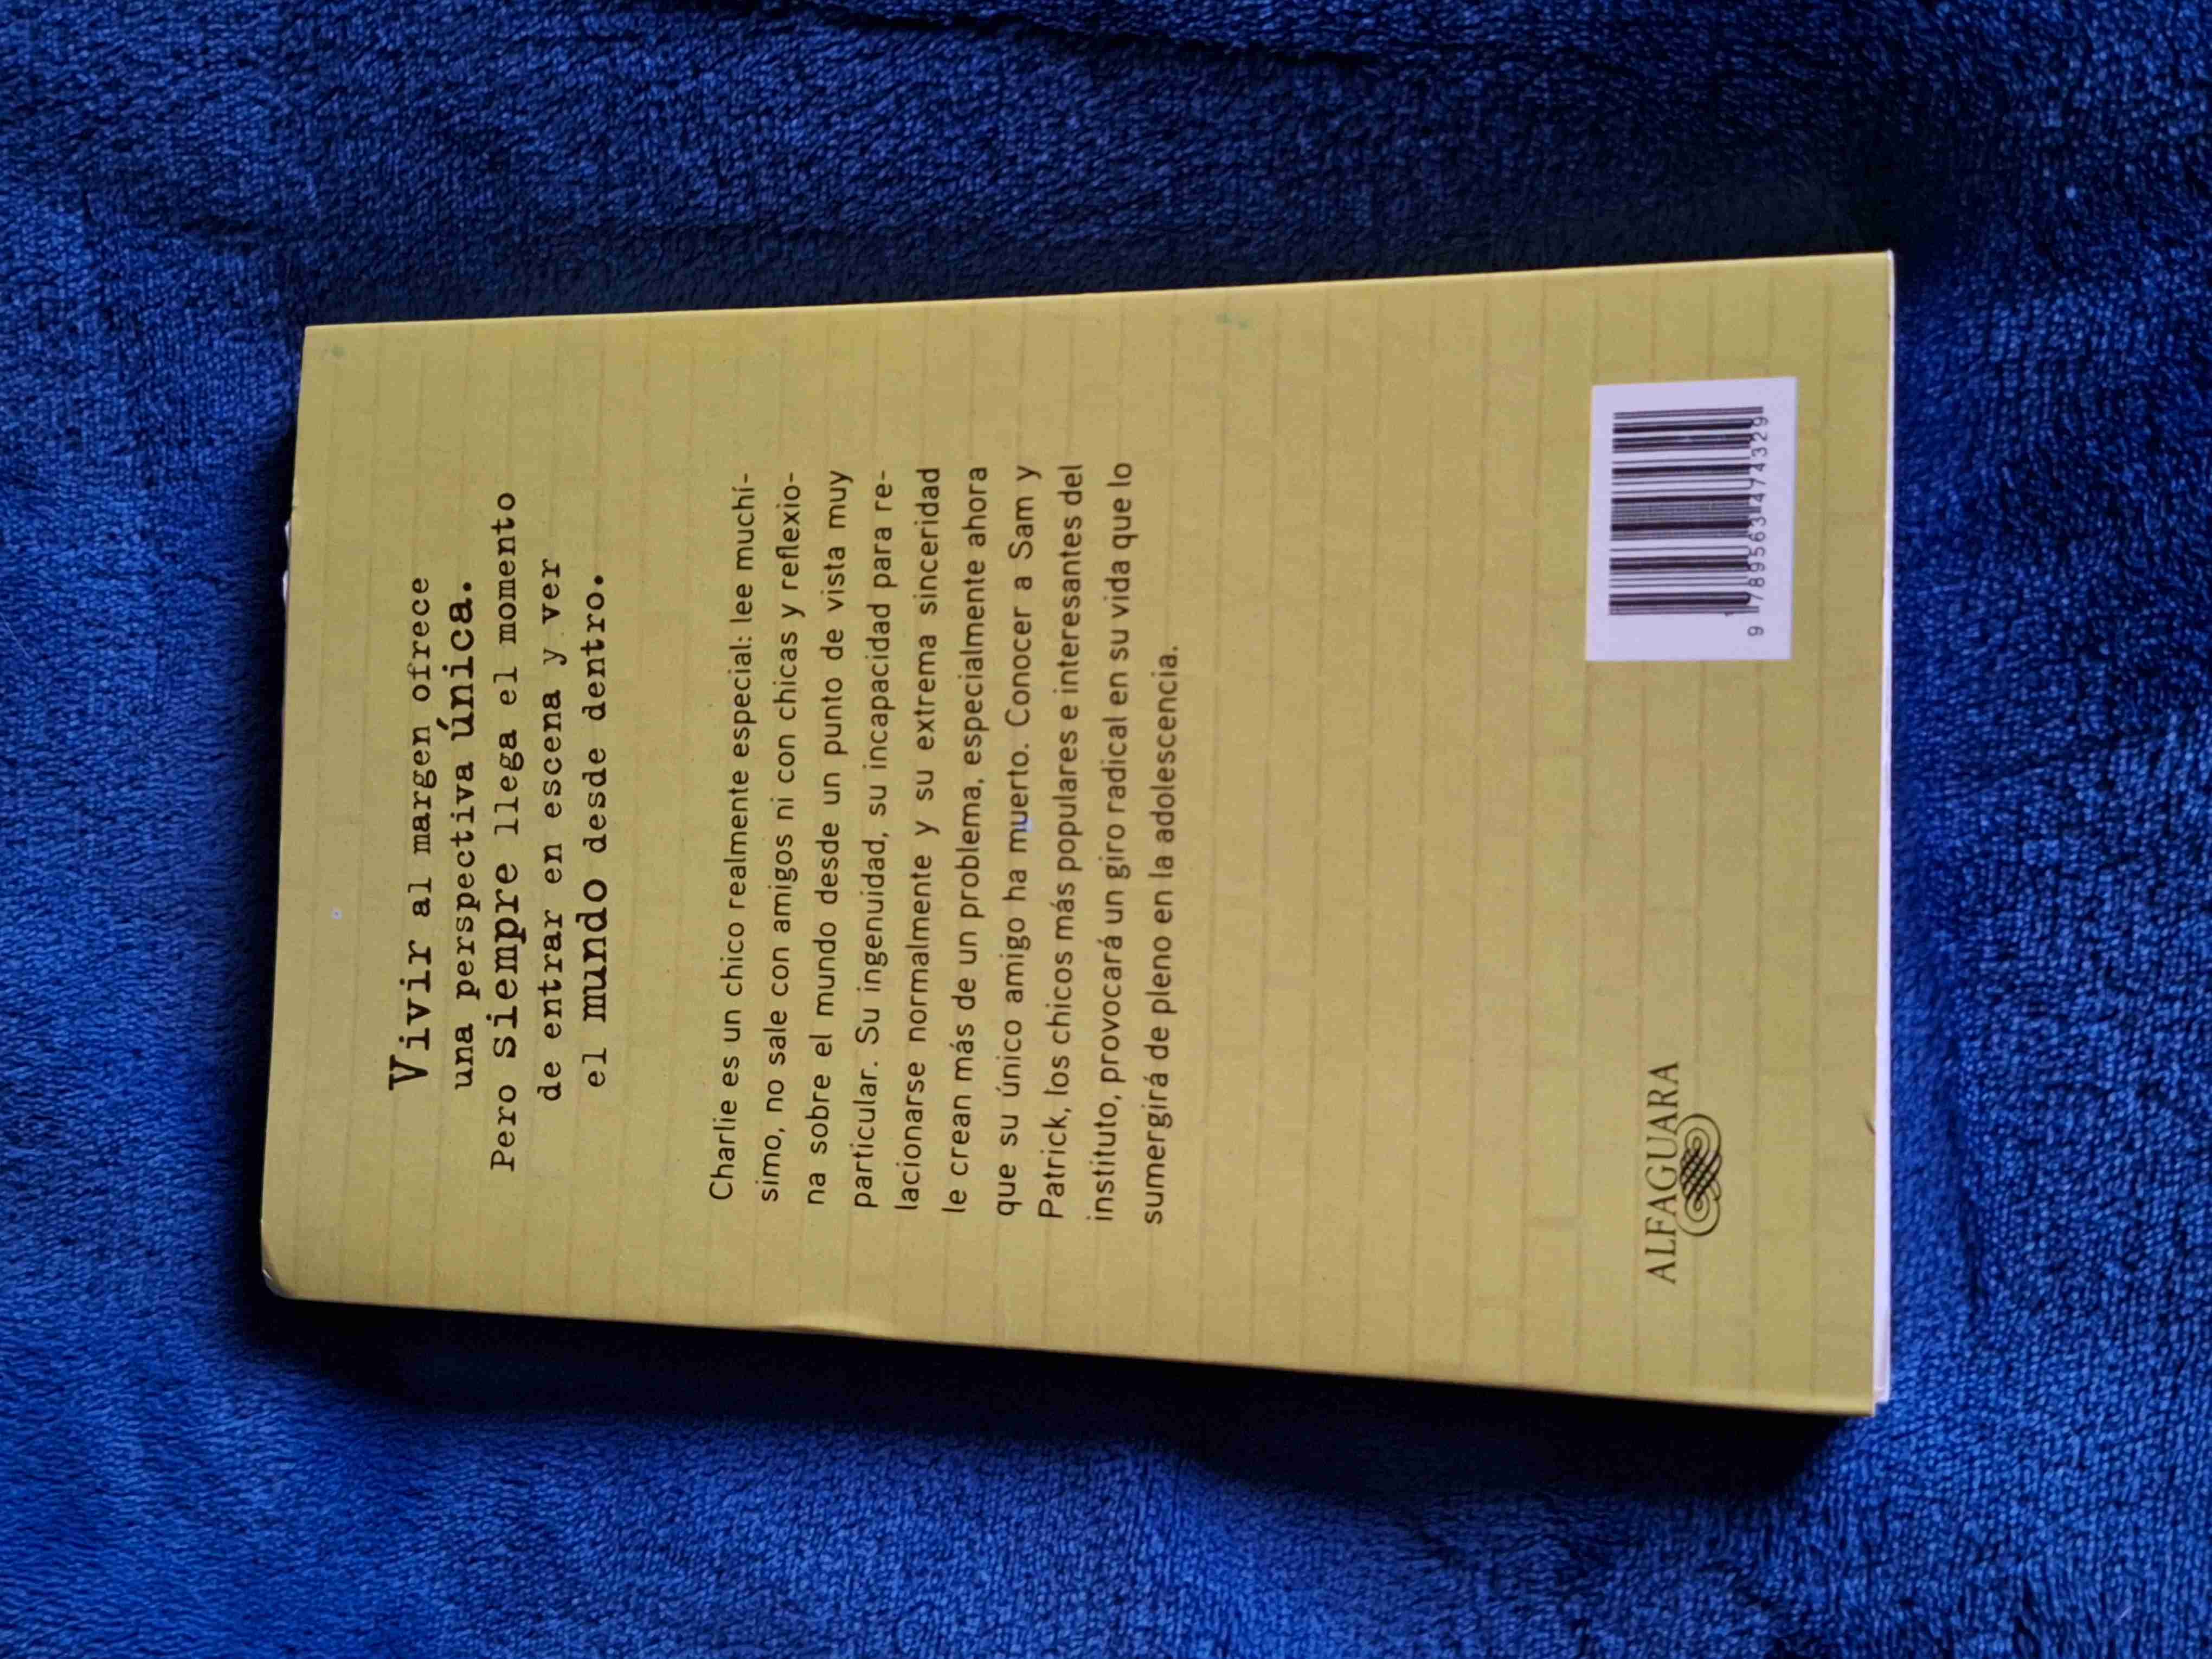 Vivir al margen ofrece
una perspectiva única.
Pero siempre llega el momento
de entrar en escena y ver
el mundo desde dentro.
Charlie es un chico realmente especial: lee muchí-
simo, no sale con amigos ni con chicas y reflexio-
na sobre el mundo desde un punto de vista muy
particular. Su ingenuidad, su incapacidad para re-
lacionarse normalmente y su extrema sinceridad
le crean más de un problema, especialmente ahora
que su único amigo ha muerto. Conocer a Sam y
Patrick, los chicos más populares e interesantes del
instituto, provocará un giro radical en su vida que lo
sumergirá de pleno en la adolescencia.
ALFAGUARA
9 789563 474329